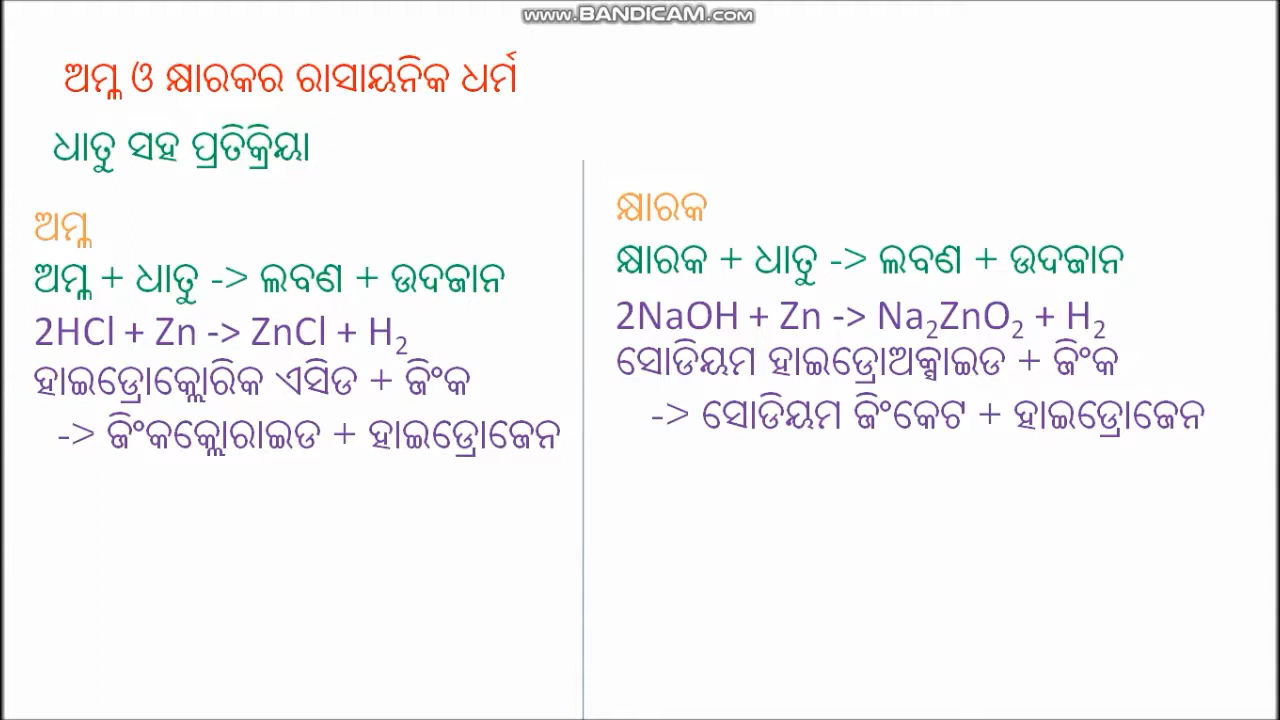 www.BANDICAM.com
ଅମ୍ଳ ଓ କ୍ଷାରକର ରାସାୟନିକ ଧର୍ମ
ଧାତୁ ସହ ପ୍ରତିକ୍ରିୟା
ଅମ୍ଳ
ଅମ୍ଳ + ଧାତୁ -> ଲବଣ + ଉଦଜାନ
2HCl + Zn -> ZnCl + H₂
ହାଇଡ୍ରୋକ୍ଲୋରିକ ଏସିଡ + ଜିଂକ
-> ଜିଂକକ୍ଲୋରାଇଡ + ହାଇଡ୍ରୋଜେନ
କ୍ଷାରକ
କ୍ଷାରକ + ଧାତୁ -> ଲବଣ + ଉଦଜାନ
2NaOH + Zn -> Na₂ZnO₂ + H₂
ସୋଡିୟମ ହାଇଡ୍ରୋଅକ୍ସାଇଡ + ଜିଂକ
-> ସୋଡିୟମ ଜିଂକେଟ + ହାଇଡ୍ରୋଜେନ